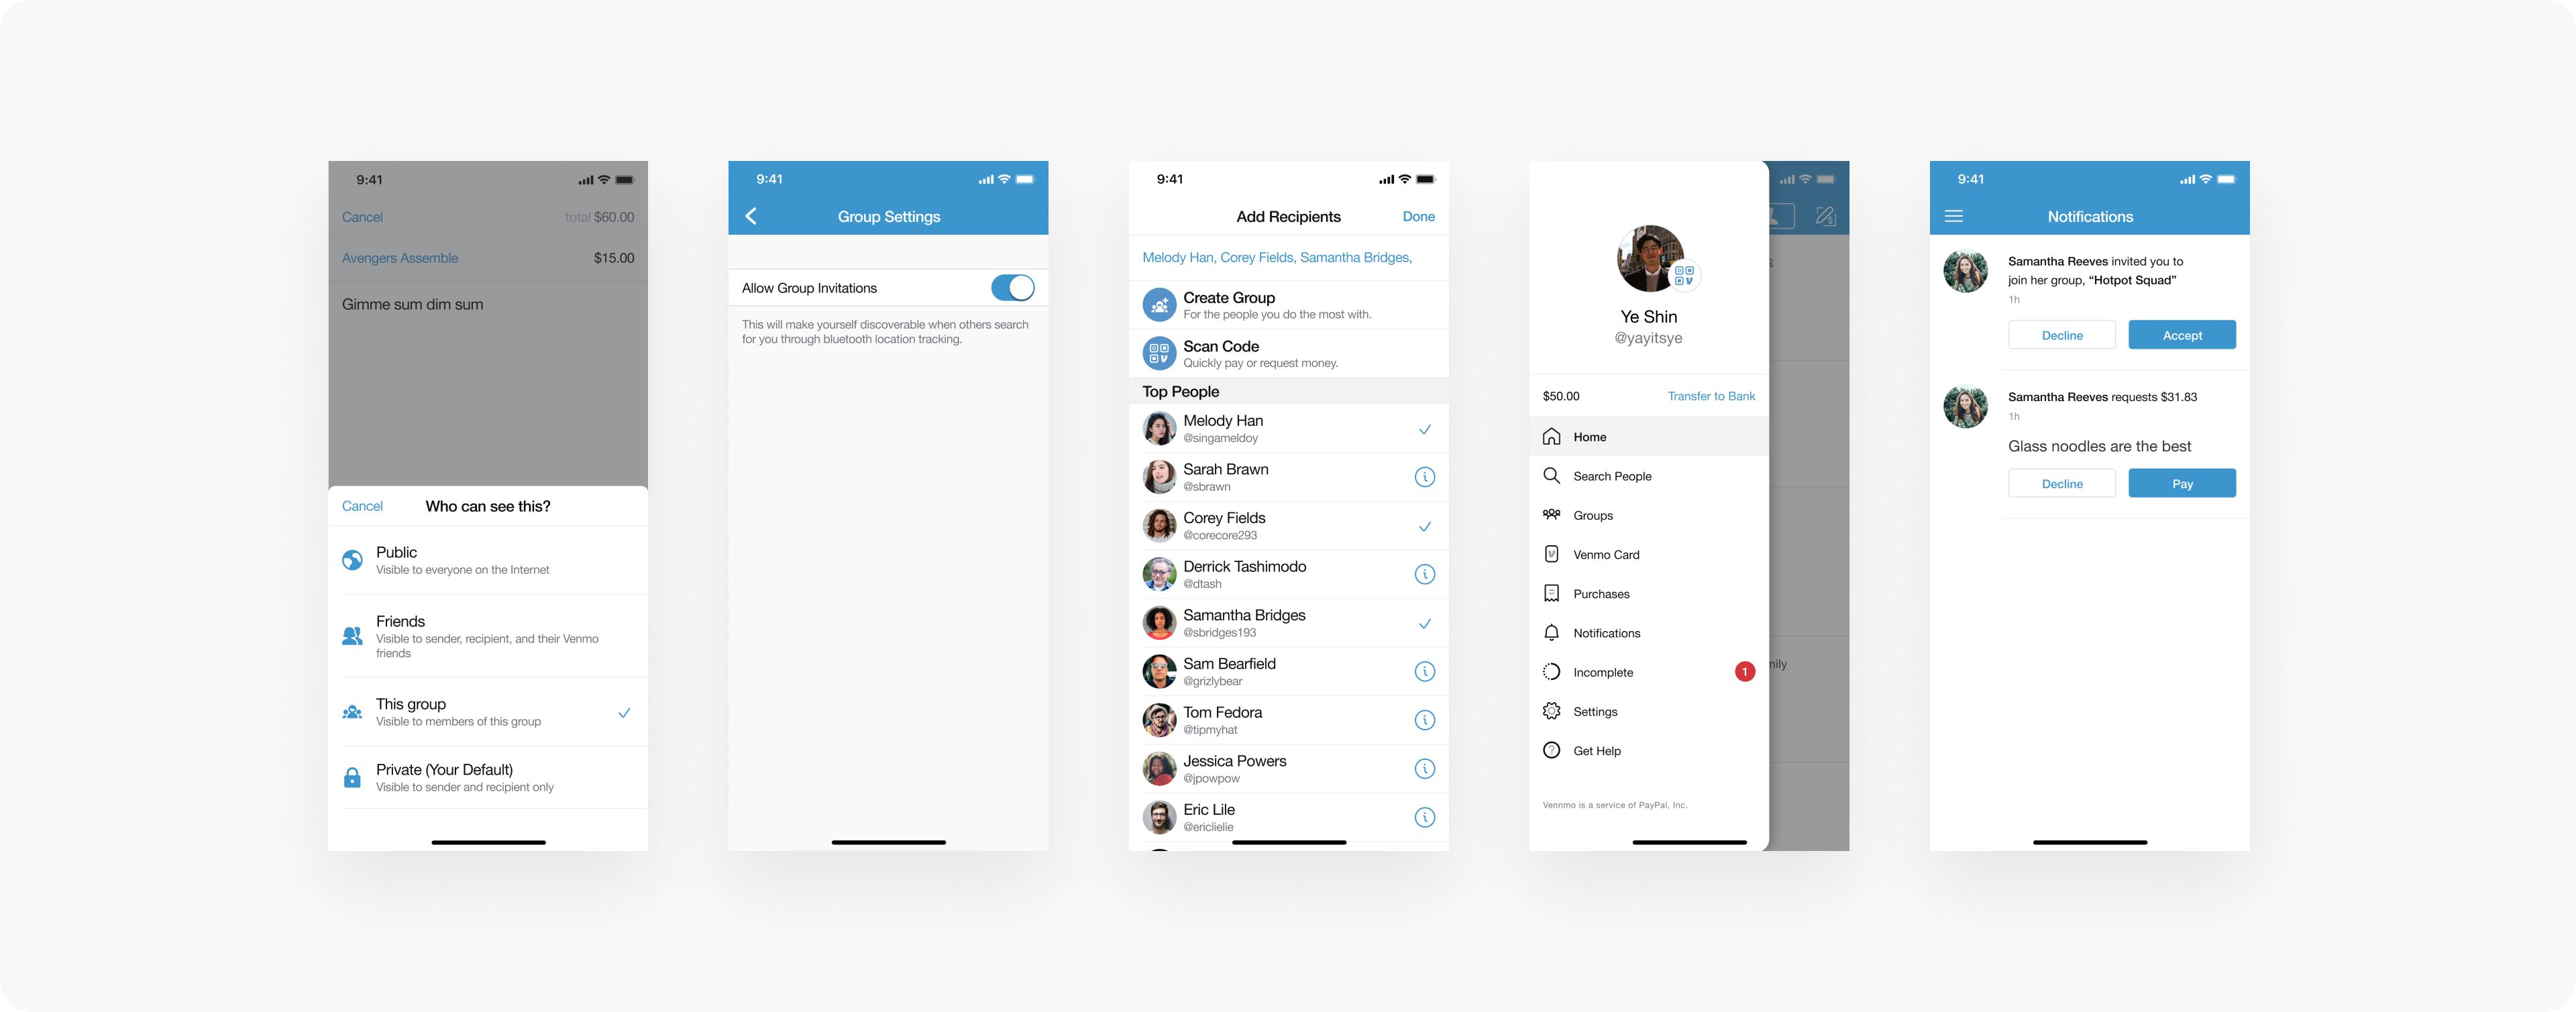 9:41
Cancel
total $60.00
Avengers Assemble
$15.00
Gimme sum dim sum
Cancel
Who can see this?
Public
Visible to everyone on the Internet
Friends
Visible to sender, recipient, and their Venmo
friends
This group
Visible to members of this group
Private (Your Default)
Visible to sender and recipient only
9:41
Group Settings
Allow Group Invitations
This will make yourself discoverable when others search
for you through bluetooth location tracking.
9:41
Add Recipients
Done
Melody Han, Corey Fields, Samantha Bridges,
Create Group
For the people you do the most with.
Scan Code
Quickly pay or request money.
Top People
Melody Han
@singameldoy
Sarah Brawn
@sbrawn
Corey Fields
@corecore293
Derrick Tashimodo
@dtash
Samantha Bridges
@sbridges193
Sam Bearfield
@grizlybear
Tom Fedora
@tipmyhat
Jessica Powers
@jpowpow
Eric Lile
@ericlielie
Ye Shin
@yayitsye
$50.00
Transfer to Bank
Home
Search People
Groups
Venmo Card
Purchases
Notifications
Incomplete
1
Settings
Get Help
Vennmo is a service of PayPal, Inc.
9:41
Notifications
Samantha Reeves invited you to
join her group, “Hotpot Squad”
1h
Decline
Accept
Samantha Reeves requests $31.83
1h
Glass noodles are the best
Decline
Pay